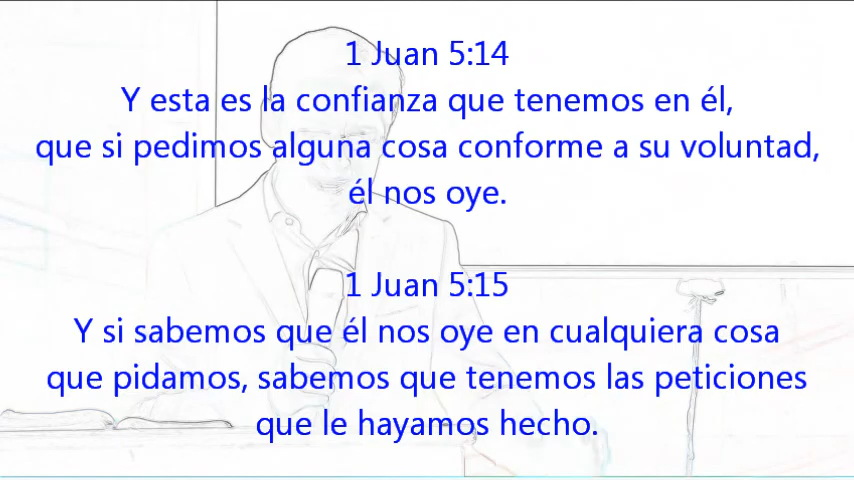 1 Juan 5:14
Y esta es la confianza que tenemos en él,
que si pedimos alguna cosa conforme a su voluntad,
él nos oye.
1 Juan 5:15
Y si sabemos que él nos oye en cualquiera cosa
que pidamos, sabemos que tenemos las peticiones
que le hayamos hecho.